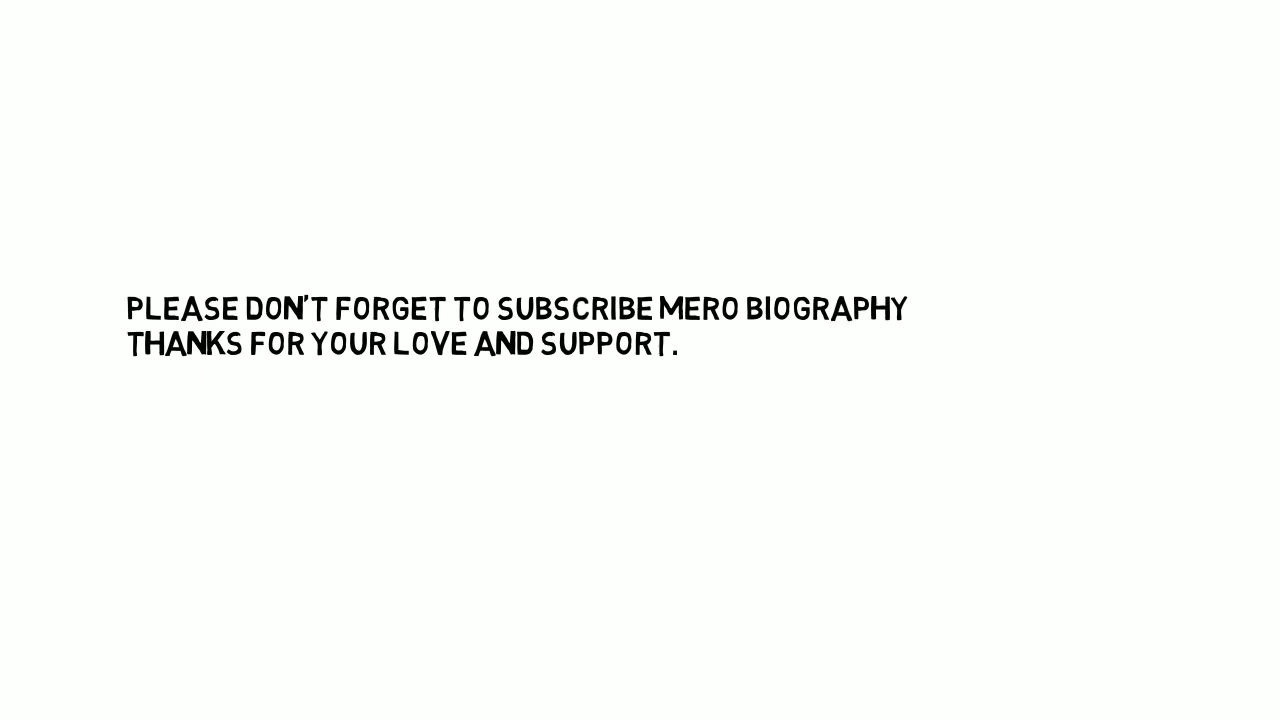 PLEASE DON'T FORGET TO SUBSCRIBE MERO BIOGRAPHY
THANKS FOR YOUR LOVE AND SUPPORT.